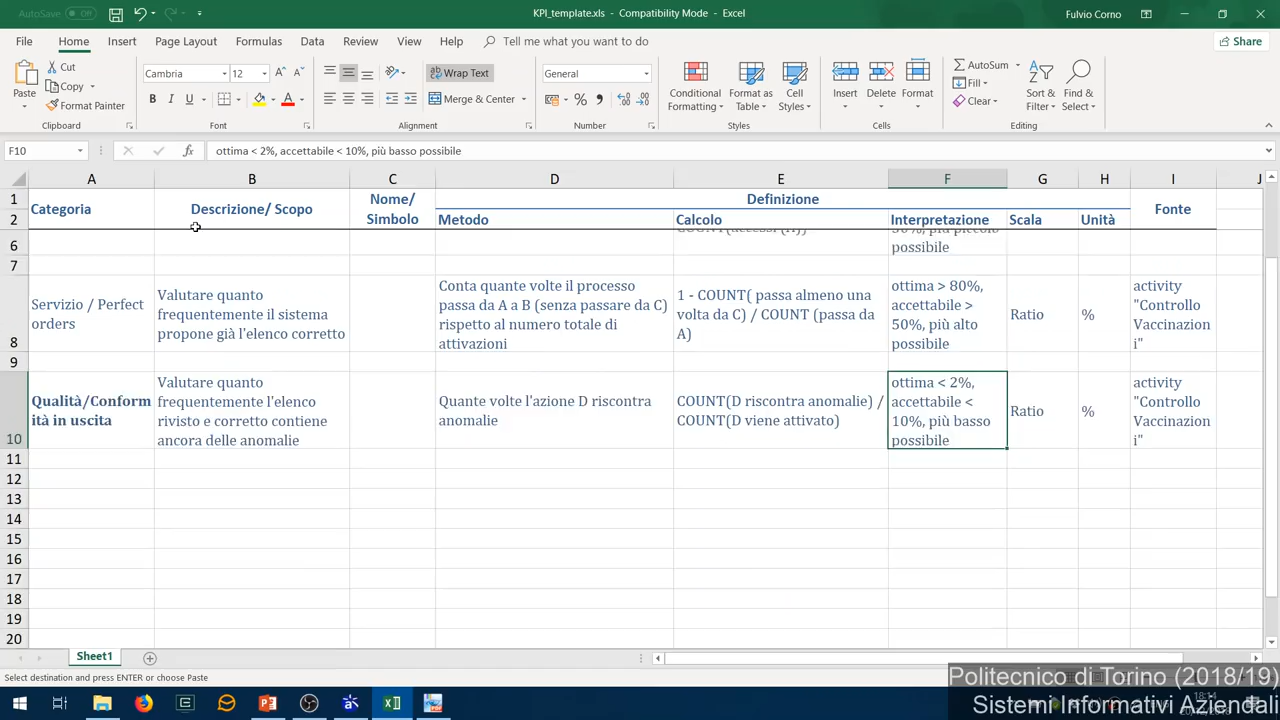 AutoSave Off
KPI_template.xls - Compatibility Mode - Excel
Fulvio Corno
File Home Insert Page Layout Formulas Data Review View Help Tell me what you want to do Share
Paste
Cut
Copy
Format Painter
Clipboard
Cambria 12
B I U
Font
Wrap Text
Merge & Center
Alignment
General
Number
Conditional Formatting
Format as Table
Cell Styles
Styles
Insert Delete Format
Cells
AutoSum
Fill
Clear
Sort & Filter
Find & Select
Editing
F10
fx
ottima < 2%, accettabile < 10%, più basso possibile
A B C D E F G H I J
1
2
Categoria
Descrizione/ Scopo
Nome/
Simbolo
Definizione
Metodo
Calcolo
Interpretazione
Scala
Unità
Fonte
6
possibile
7
8
Servizio / Perfect
orders
Valutare quanto
frequentemente il sistema
propone già l'elenco corretto
Conta quante volte il processo
passa da A a B (senza passare da C)
rispetto al numero totale di
attivazioni
1 - COUNT( passa almeno una
volta da C) / COUNT (passa da
A)
ottima > 80%,
accettabile >
50%, più alto
possibile
Ratio
%
activity
"Controllo
Vaccinazion
i"
9
10
Qualità/Conform
ità in uscita
Valutare quanto
frequentemente l'elenco
rivisto e corretto contiene
ancora delle anomalie
Quante volte l'azione D riscontra
anomalie
COUNT(D riscontra anomalie) /
COUNT(D viene attivato)
ottima < 2%,
accettabile <
10%, più basso
possibile
Ratio
%
activity
"Controllo
Vaccinazion
i"
11
12
13
14
15
16
17
18
19
20
Sheet1
Select destination and press ENTER or choose Paste
Politecnico di Torino (2018/19)
Sistemi Informativi Aziendali